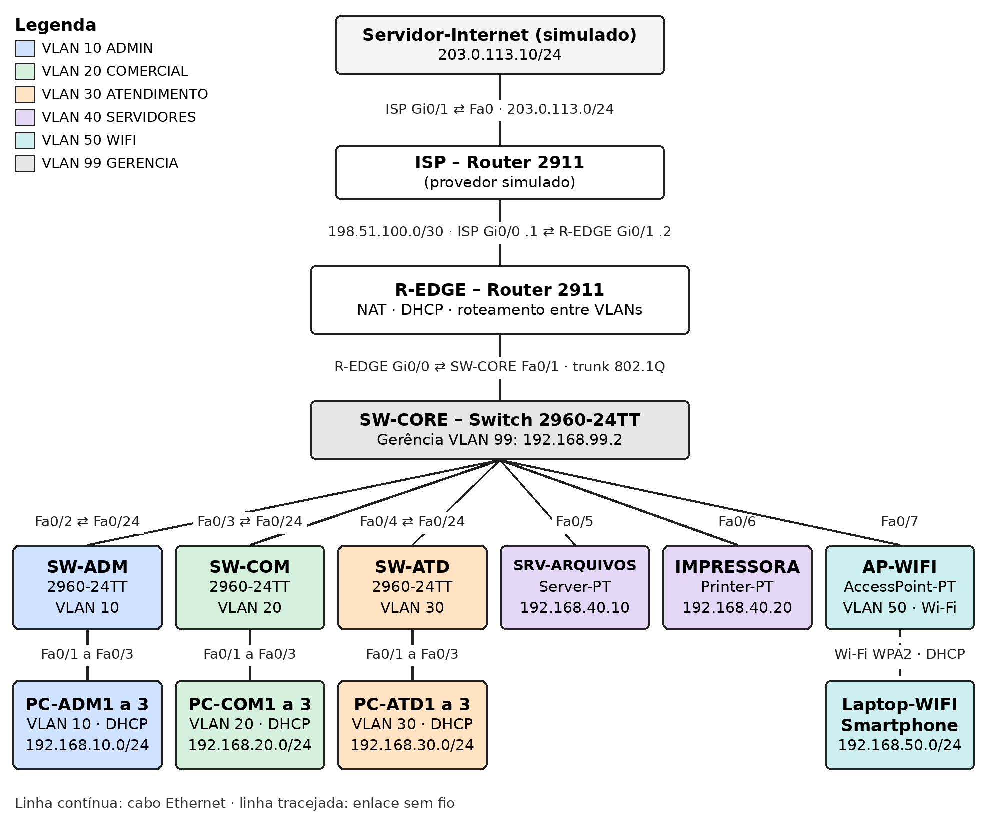 Legenda
VLAN 10 ADMIN
VLAN 20 COMERCIAL
VLAN 30 ATENDIMENTO
VLAN 40 SERVIDORES
VLAN 50 WIFI
VLAN 99 GERENCIA
Servidor-Internet (simulado)
203.0.113.10/24
ISP Gi0/1 ⇄ Fa0 · 203.0.113.0/24
ISP – Router 2911
(provedor simulado)
198.51.100.0/30 · ISP Gi0/0 .1 ⇄ R-EDGE Gi0/1 .2
R-EDGE – Router 2911
NAT · DHCP · roteamento entre VLANs
R-EDGE Gi0/0 ⇄ SW-CORE Fa0/1 · trunk 802.1Q
SW-CORE – Switch 2960-24TT
Gerência VLAN 99: 192.168.99.2
Fa0/2 ⇄ Fa0/24
Fa0/3 ⇄ Fa0/24
Fa0/4 ⇄ Fa0/24
Fa0/5
Fa0/6
Fa0/7
SW-ADM
2960-24TT
VLAN 10
SW-COM
2960-24TT
VLAN 20
SW-ATD
2960-24TT
VLAN 30
SRV-ARQUIVOS
Server-PT
192.168.40.10
IMPRESSORA
Printer-PT
192.168.40.20
AP-WIFI
AccessPoint-PT
VLAN 50 · Wi-Fi
Fa0/1 a Fa0/3
Fa0/1 a Fa0/3
Fa0/1 a Fa0/3
Wi-Fi WPA2 · DHCP
PC-ADM1 a 3
VLAN 10 · DHCP
192.168.10.0/24
PC-COM1 a 3
VLAN 20 · DHCP
192.168.20.0/24
PC-ATD1 a 3
VLAN 30 · DHCP
192.168.30.0/24
Laptop-WIFI
Smartphone
192.168.50.0/24
Linha contínua: cabo Ethernet · linha tracejada: enlace sem fio